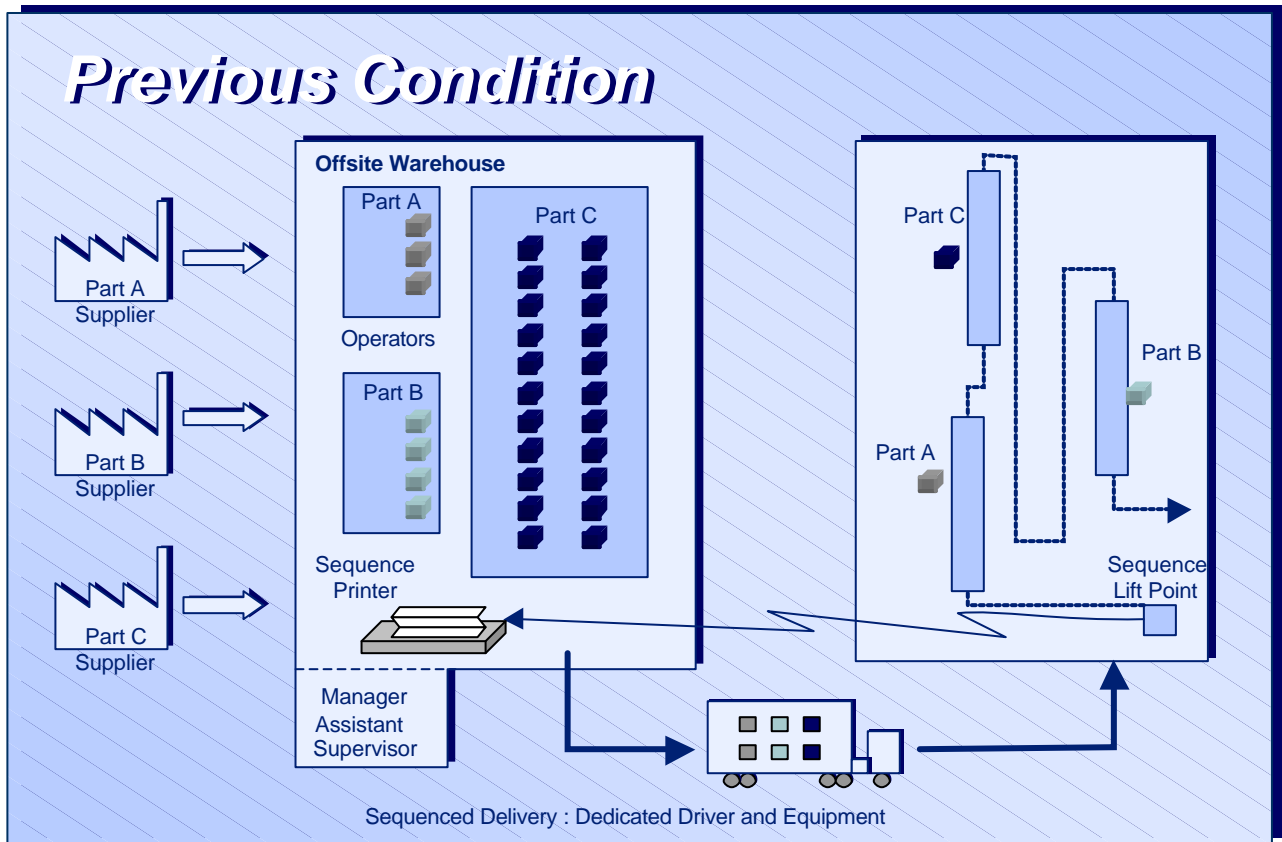 Previous Condition
Offsite Warehouse
Part A
Part C
Operators
Part B
Sequence
Printer
Manager
Assistant
Supervisor
Part A
Supplier
Part B
Supplier
Part C
Supplier
Part C
Part B
Part A
Sequence
Lift Point
Sequenced Delivery : Dedicated Driver and Equipment